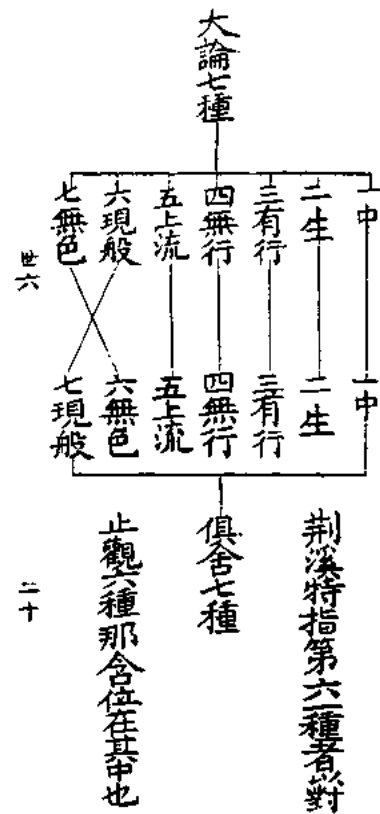 大論七種
一中
二生
三有行
四無行
五上流
六現般
七無色
一中
二生
三有行
四無行
五上流
六無色
七現般
俱舍七種
荆溪特指第六一種者以對
止觀六種那含位在其中也
卋六
二十